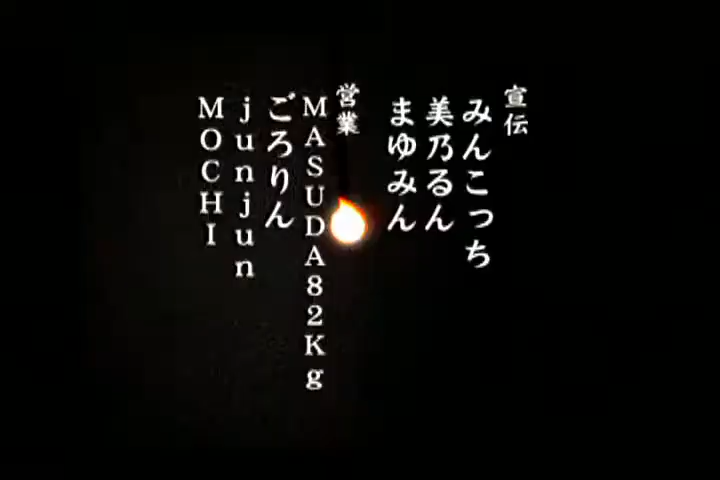 宣伝
みんこっち
美乃るん
まゆみん
営業
MASUDA82Kg
ごろりん
junjun
MOCHI